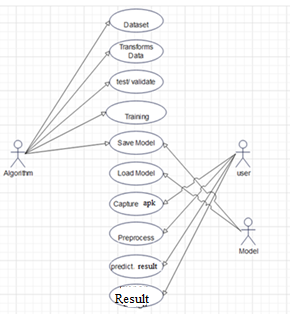 Dataset
Transforms
Data
test/ validate
Training
Save Model
Algorithm
user
Load Model
Capture apk
Preprocess
Model
predict. result
Result